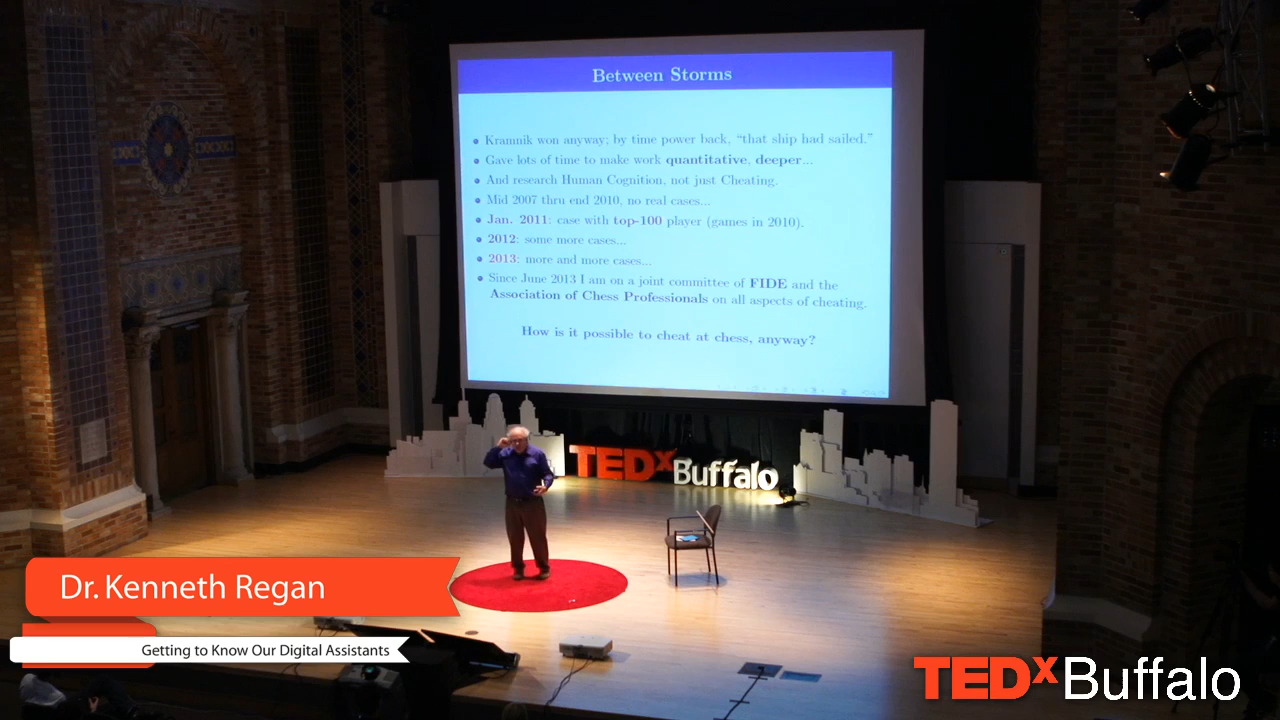 Between Storms
Kramnik won anyway; by time power back, “that ship had sailed.”
Gave lots of time to make work quantitative, deeper...
And research Human Cognition, not just Cheating.
Mid 2007 thru end 2010, no real cases...
Jan. 2011: case with top-100 player (games in 2010).
2012: some more cases...
2013: more and more cases...
Since June 2013 I am on a joint committee of FIDE and the
Association of Chess Professionals on all aspects of cheating.
How is it possible to cheat at chess, anyway?
TEDx Buffalo
Dr. Kenneth Regan
Getting to Know Our Digital Assistants
TEDxBuffalo